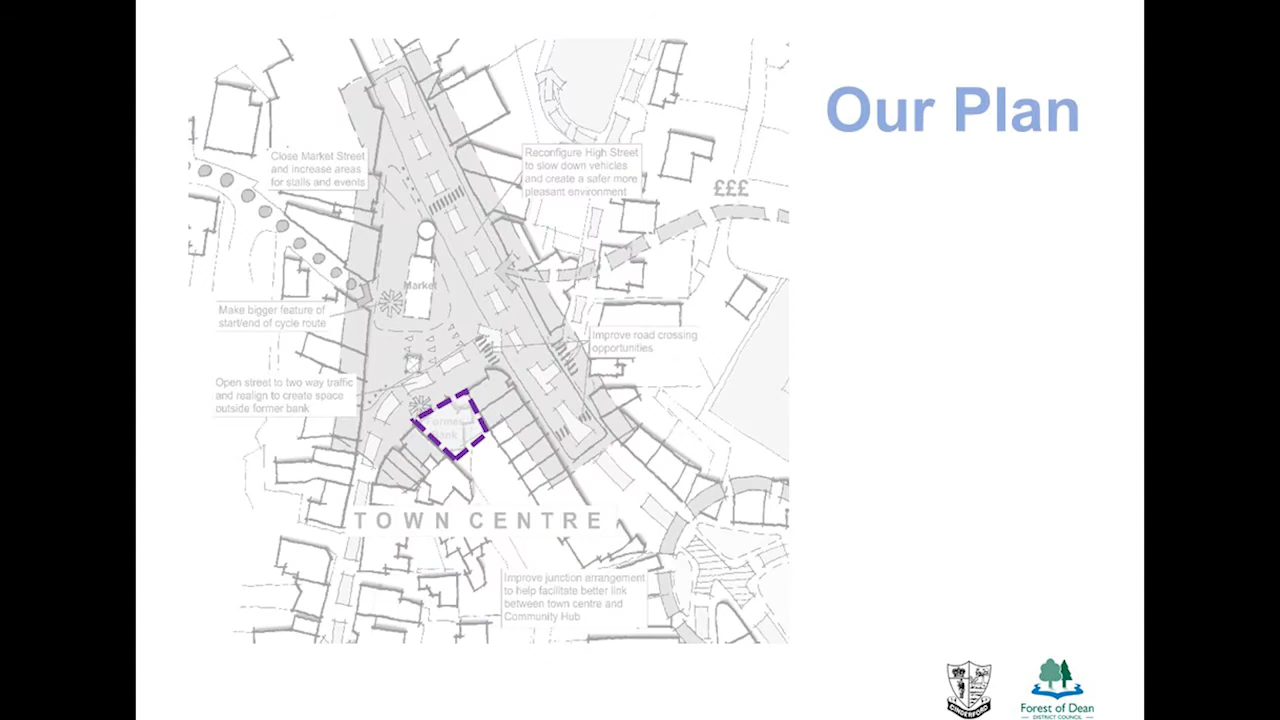 Our Plan
Close Market Street
and increase areas
for stalls and events
Reconfigure High Street
to slow down vehicles
and create a safer more
pleasant environment
£££
Market
Make bigger feature of
start/end of cycle route
Improve road crossing
opportunities
Open street to two way traffic
and realign to create space
outside former bank
Former
Bank
TOWN CENTRE
Improve junction arrangement
to help facilitate better link
between town centre and
Community Hub
CINDERFORD
Forest of Dean
DISTRICT COUNCIL